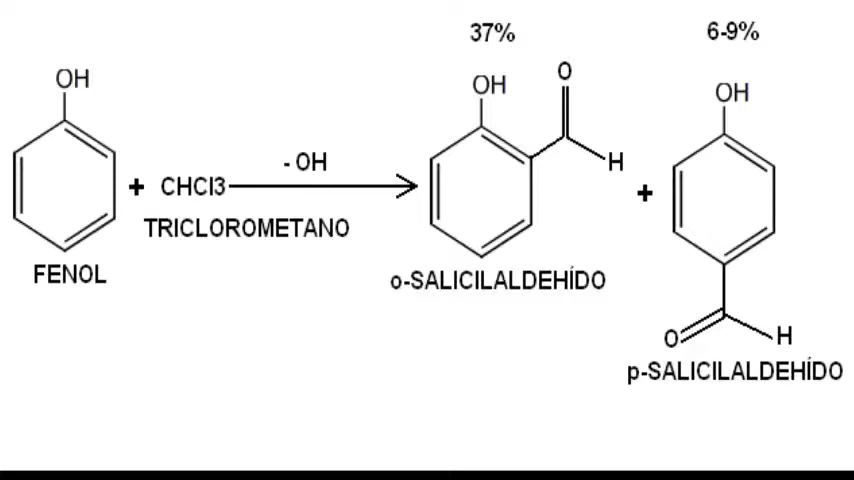 37%
6-9%
OH
OH
O
H
OH
+
CHCl3
- OH
+
TRICLOROMETANO
FENOL
o-SALICILALDEHÍDO
O
H
p-SALICILALDEHÍDO